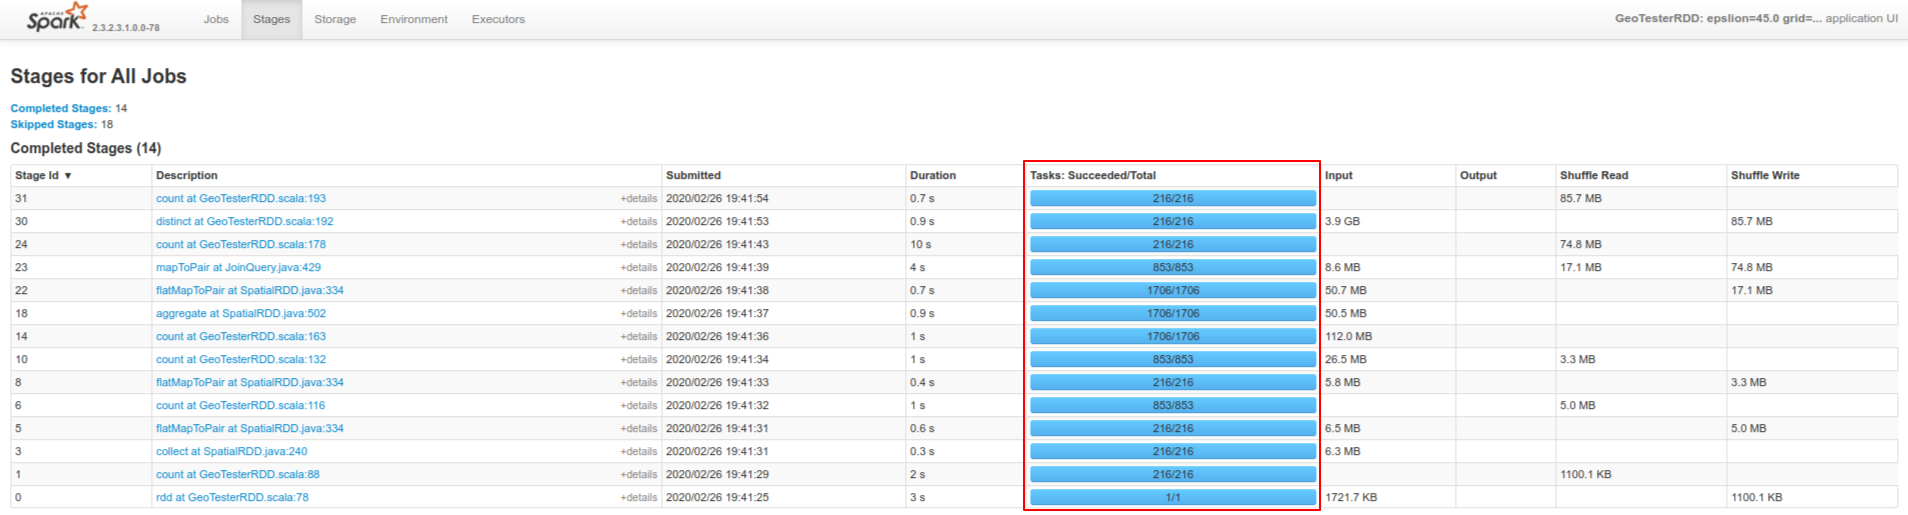 APACHE
Spark 2.3.2.3.1.0.0-78 Jobs Stages Storage Environment Executors GeoTesterRDD: epslion=45.0 grid=... application UI
Stages for All Jobs
Completed Stages: 14
Skipped Stages: 18
Completed Stages (14)
Stage Id ▼ Description Submitted Duration Tasks: Succeeded/Total Input Output Shuffle Read Shuffle Write
31 count at GeoTesterRDD.scala:193 +details 2020/02/26 19:41:54 0.7 s 216/216 85.7 MB
30 distinct at GeoTesterRDD.scala:192 +details 2020/02/26 19:41:53 0.9 s 216/216 3.9 GB 85.7 MB
24 count at GeoTesterRDD.scala:178 +details 2020/02/26 19:41:43 10 s 216/216 74.8 MB
23 mapToPair at JoinQuery.java:429 +details 2020/02/26 19:41:39 4 s 853/853 8.6 MB 17.1 MB 74.8 MB
22 flatMapToPair at SpatialRDD.java:334 +details 2020/02/26 19:41:38 0.7 s 1706/1706 50.7 MB 17.1 MB
18 aggregate at SpatialRDD.java:502 +details 2020/02/26 19:41:37 0.9 s 1706/1706 50.5 MB
14 count at GeoTesterRDD.scala:163 +details 2020/02/26 19:41:36 1 s 1706/1706 112.0 MB
10 count at GeoTesterRDD.scala:132 +details 2020/02/26 19:41:34 1 s 853/853 26.5 MB 3.3 MB
8 flatMapToPair at SpatialRDD.java:334 +details 2020/02/26 19:41:33 0.4 s 216/216 5.8 MB 3.3 MB
6 count at GeoTesterRDD.scala:116 +details 2020/02/26 19:41:32 1 s 853/853 5.0 MB
5 flatMapToPair at SpatialRDD.java:334 +details 2020/02/26 19:41:31 0.6 s 216/216 6.5 MB 5.0 MB
3 collect at SpatialRDD.java:240 +details 2020/02/26 19:41:31 0.3 s 216/216 6.3 MB
1 count at GeoTesterRDD.scala:88 +details 2020/02/26 19:41:29 2 s 216/216 1100.1 KB
0 rdd at GeoTesterRDD.scala:78 +details 2020/02/26 19:41:25 3 s 1/1 1721.7 KB 1100.1 KB